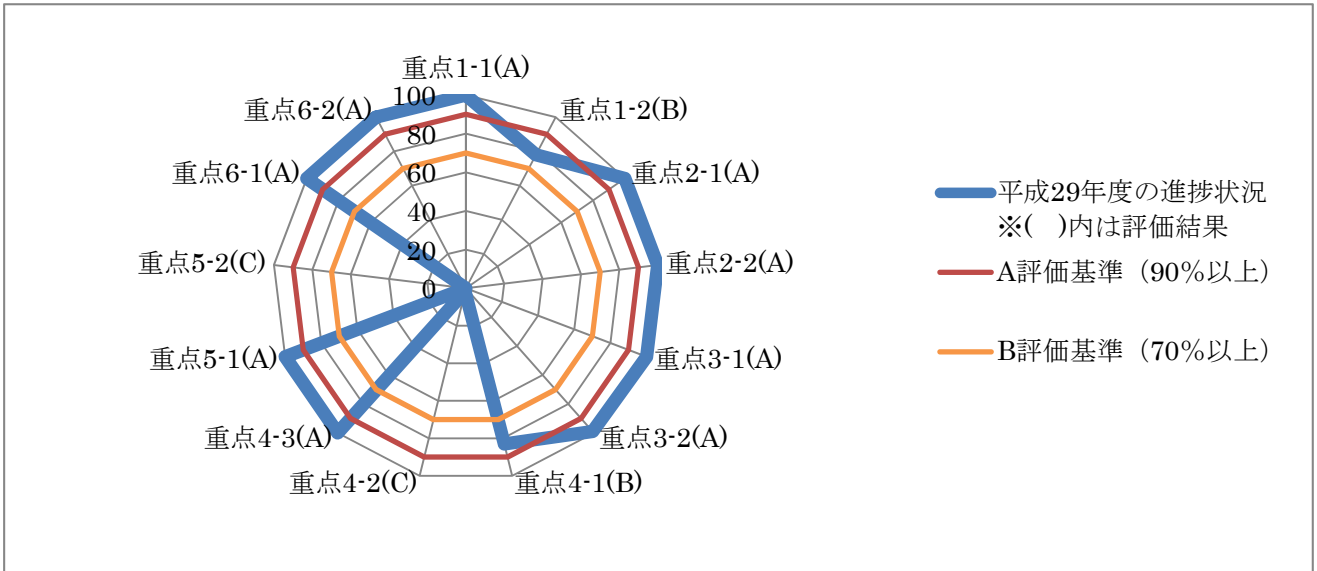 重点1-1(A)
重点1-2(B)
重点2-1(A)
重点2-2(A)
重点3-1(A)
重点3-2(A)
重点4-1(B)
重点4-2(C)
重点4-3(A)
重点5-1(A)
重点5-2(C)
重点6-1(A)
重点6-2(A)
100
80
60
40
20
0
平成29年度の進捗状況
※(　)内は評価結果
A評価基準（90%以上）
B評価基準（70%以上）